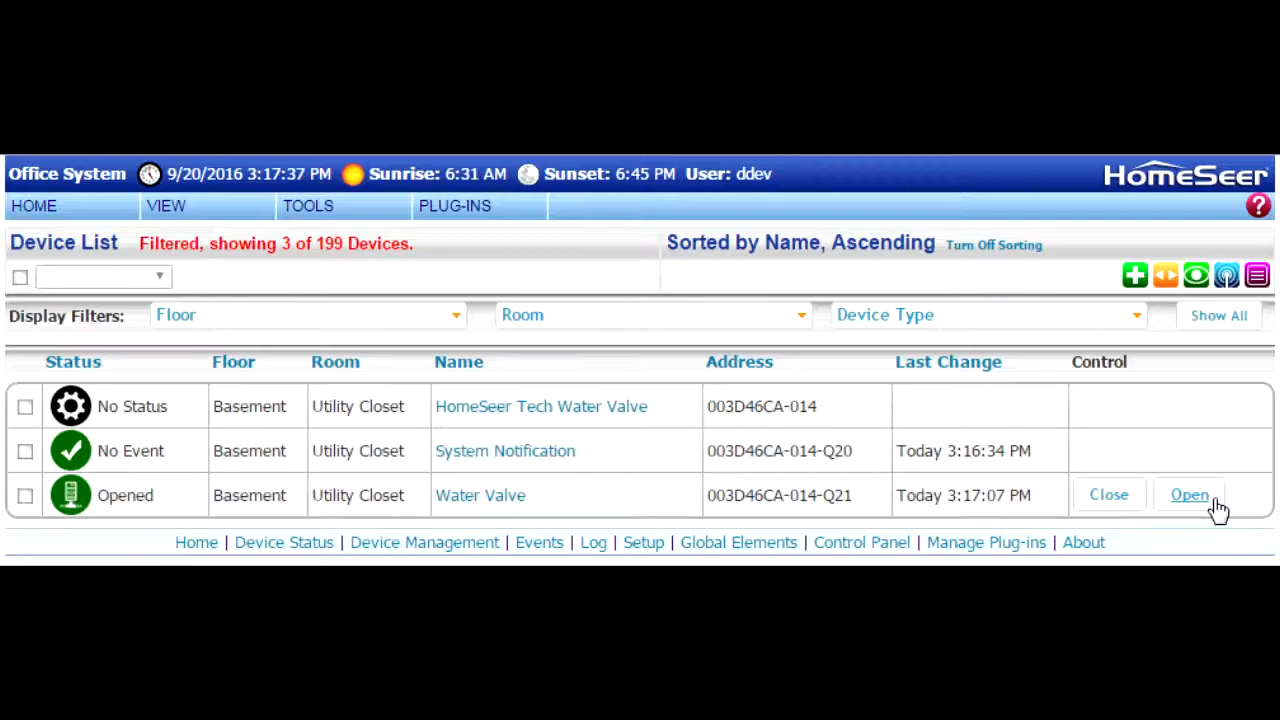 Office System 9/20/2016 3:17:37 PM Sunrise: 6:31 AM Sunset: 6:45 PM User: ddev HomeSeer
HOME VIEW TOOLS PLUG-INS ?
Device List Filtered, showing 3 of 199 Devices. Sorted by Name, Ascending Turn Off Sorting
Display Filters: Floor Room Device Type Show All
Status Floor Room Name Address Last Change Control
No Status Basement Utility Closet HomeSeer Tech Water Valve 003D46CA-014
No Event Basement Utility Closet System Notification 003D46CA-014-Q20 Today 3:16:34 PM
Opened Basement Utility Closet Water Valve 003D46CA-014-Q21 Today 3:17:07 PM Close Open
Home | Device Status | Device Management | Events | Log | Setup | Global Elements | Control Panel | Manage Plug-ins | About